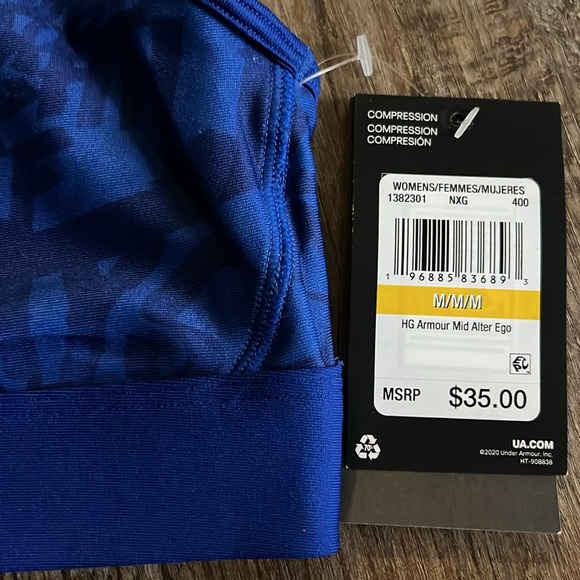 COMPRESSION
COMPRESSION
COMPRESIÓN
WOMENS/FEMMES/MUJERES
1382301 NXG 400
1 96885 83689 3
M/M/M
HG Armour Mid Alter Ego
MSRP $35.00
UA.COM
©2020 Under Armour, Inc.
HT-908838